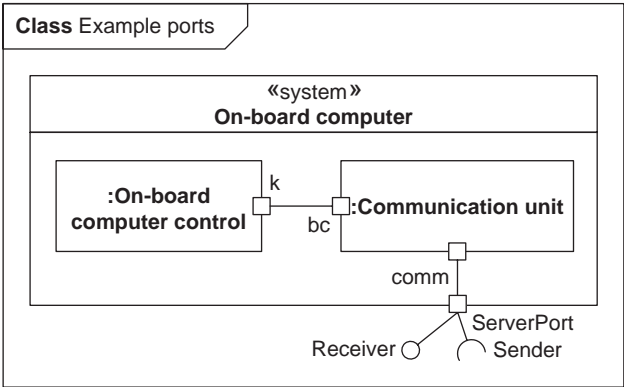 Class Example ports
«system»
On-board computer
:On-board
computer control
k
bc
:Communication unit
comm
ServerPort
Receiver
Sender